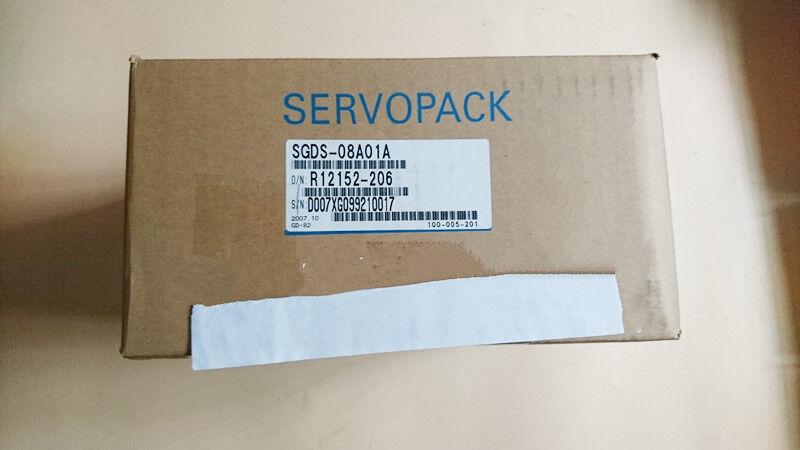 SERVOPACK
SGDS-08A01A
O/N: R12152-206
S/N: D007XG099210017
2007.10
GD-82 100-005-201